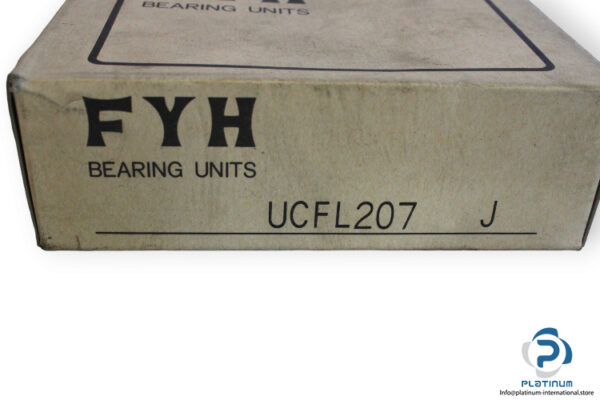 BEARING UNITS
FYH
BEARING UNITS
UCFL207 J
PLATINUM
Info@platinum-international.store